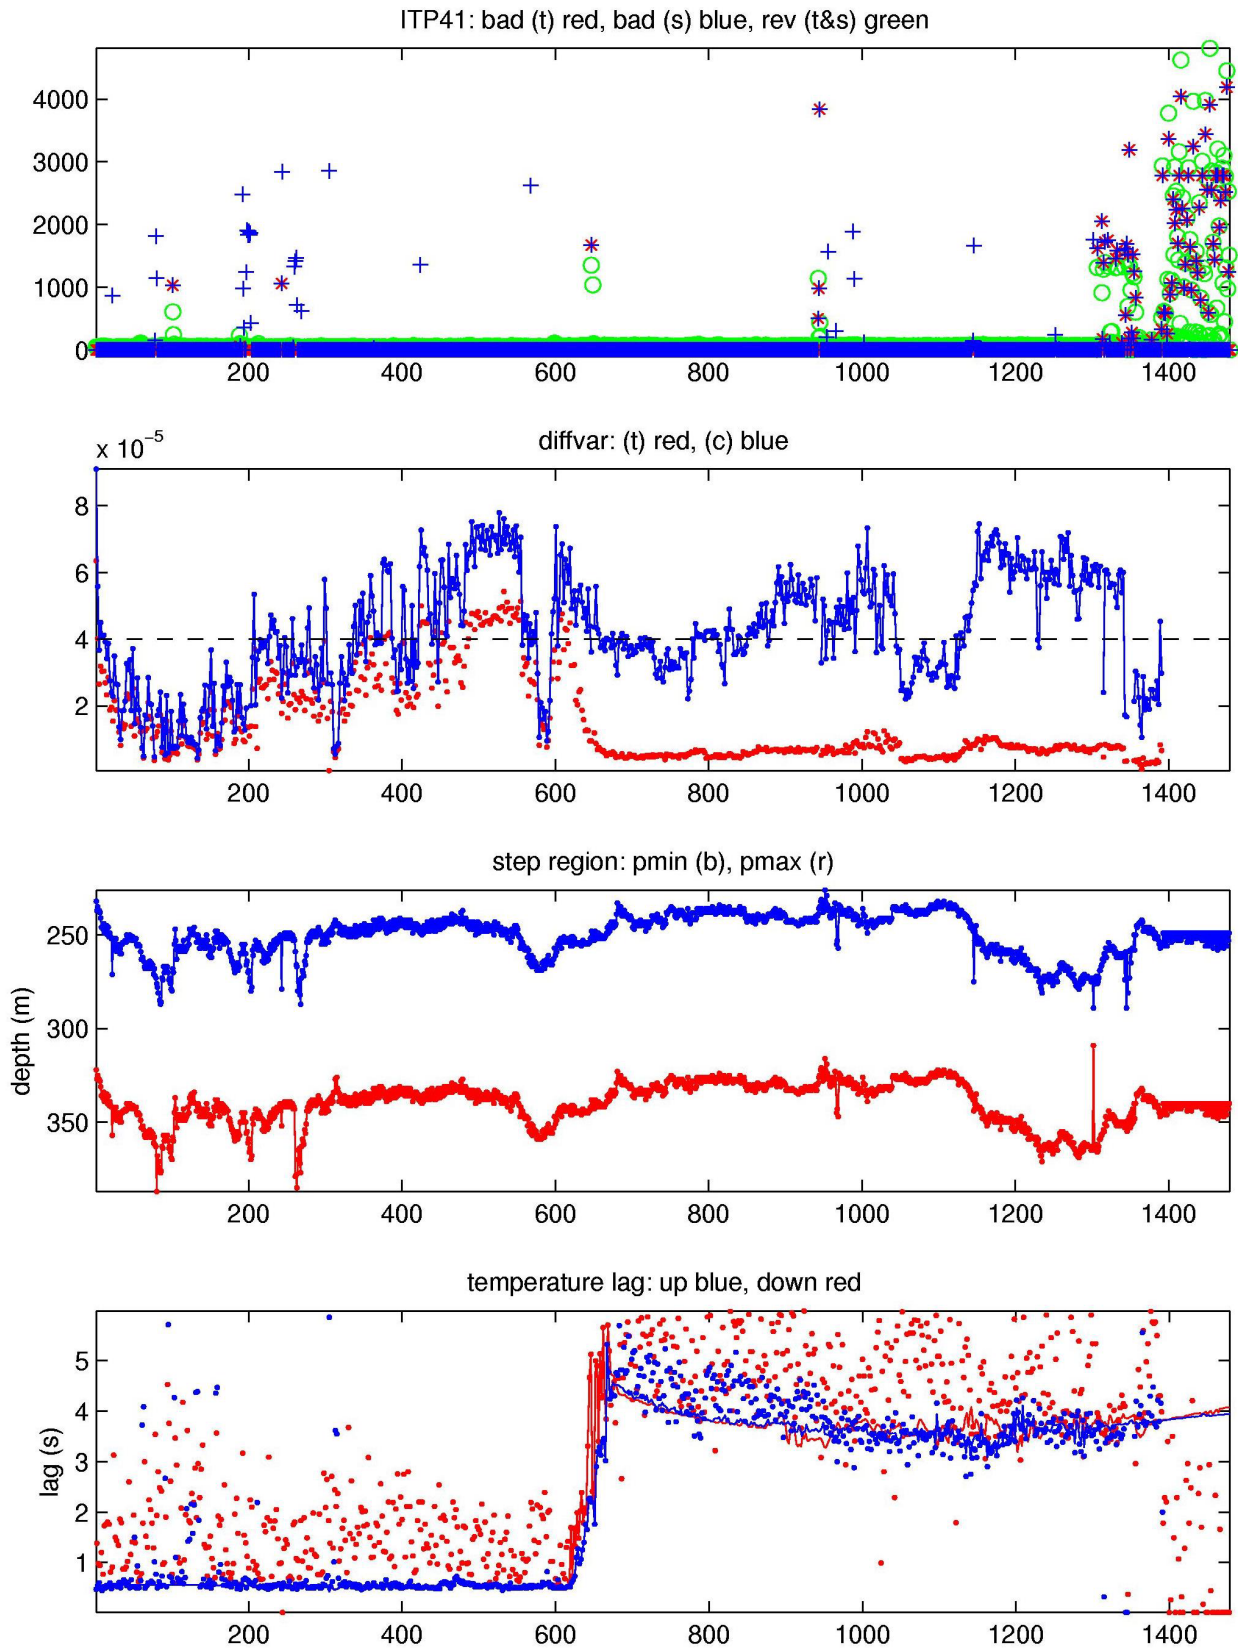 ITP41: bad (t) red, bad (s) blue, rev (t&s) green
4000
3000
2000
1000
0
200 400 600 800 1000 1200 1400
x 10⁻⁵
diffvar: (t) red, (c) blue
8
6
4
2
200 400 600 800 1000 1200 1400
step region: pmin (b), pmax (r)
250
300
350
depth (m)
200 400 600 800 1000 1200 1400
temperature lag: up blue, down red
5
4
3
2
1
lag (s)
200 400 600 800 1000 1200 1400